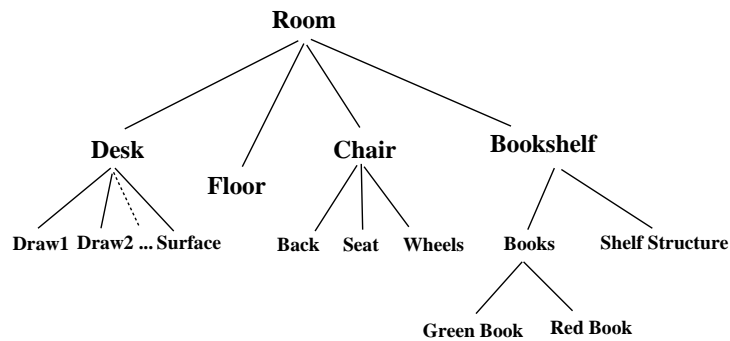 Room
Desk
Floor
Chair
Bookshelf
Draw1 Draw2 ... Surface
Back Seat Wheels
Books Shelf Structure
Green Book Red Book